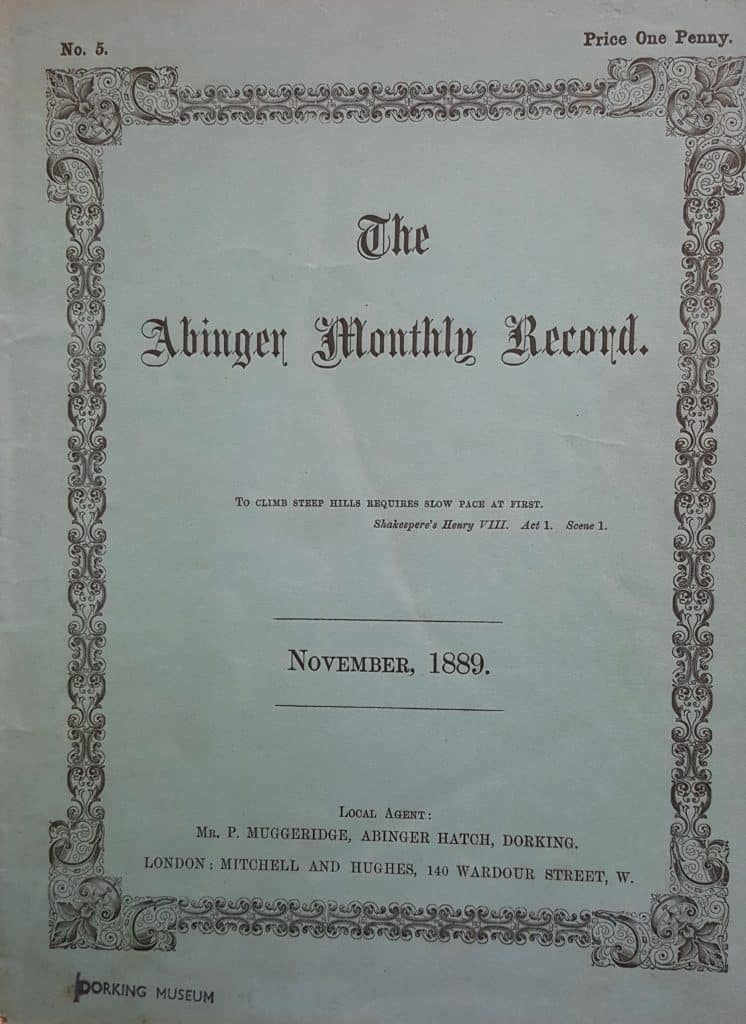 No. 5.
Price One Penny.
The
Abinger Monthly Record.
To climb steep hills requires slow pace at first.
Shakespere's Henry VIII. Act 1. Scene 1.
November, 1889.
Local Agent:
Mr. P. MUGGERIDGE, ABINGER HATCH, DORKING.
LONDON: MITCHELL AND HUGHES, 140 WARDOUR STREET, W.
DORKING MUSEUM